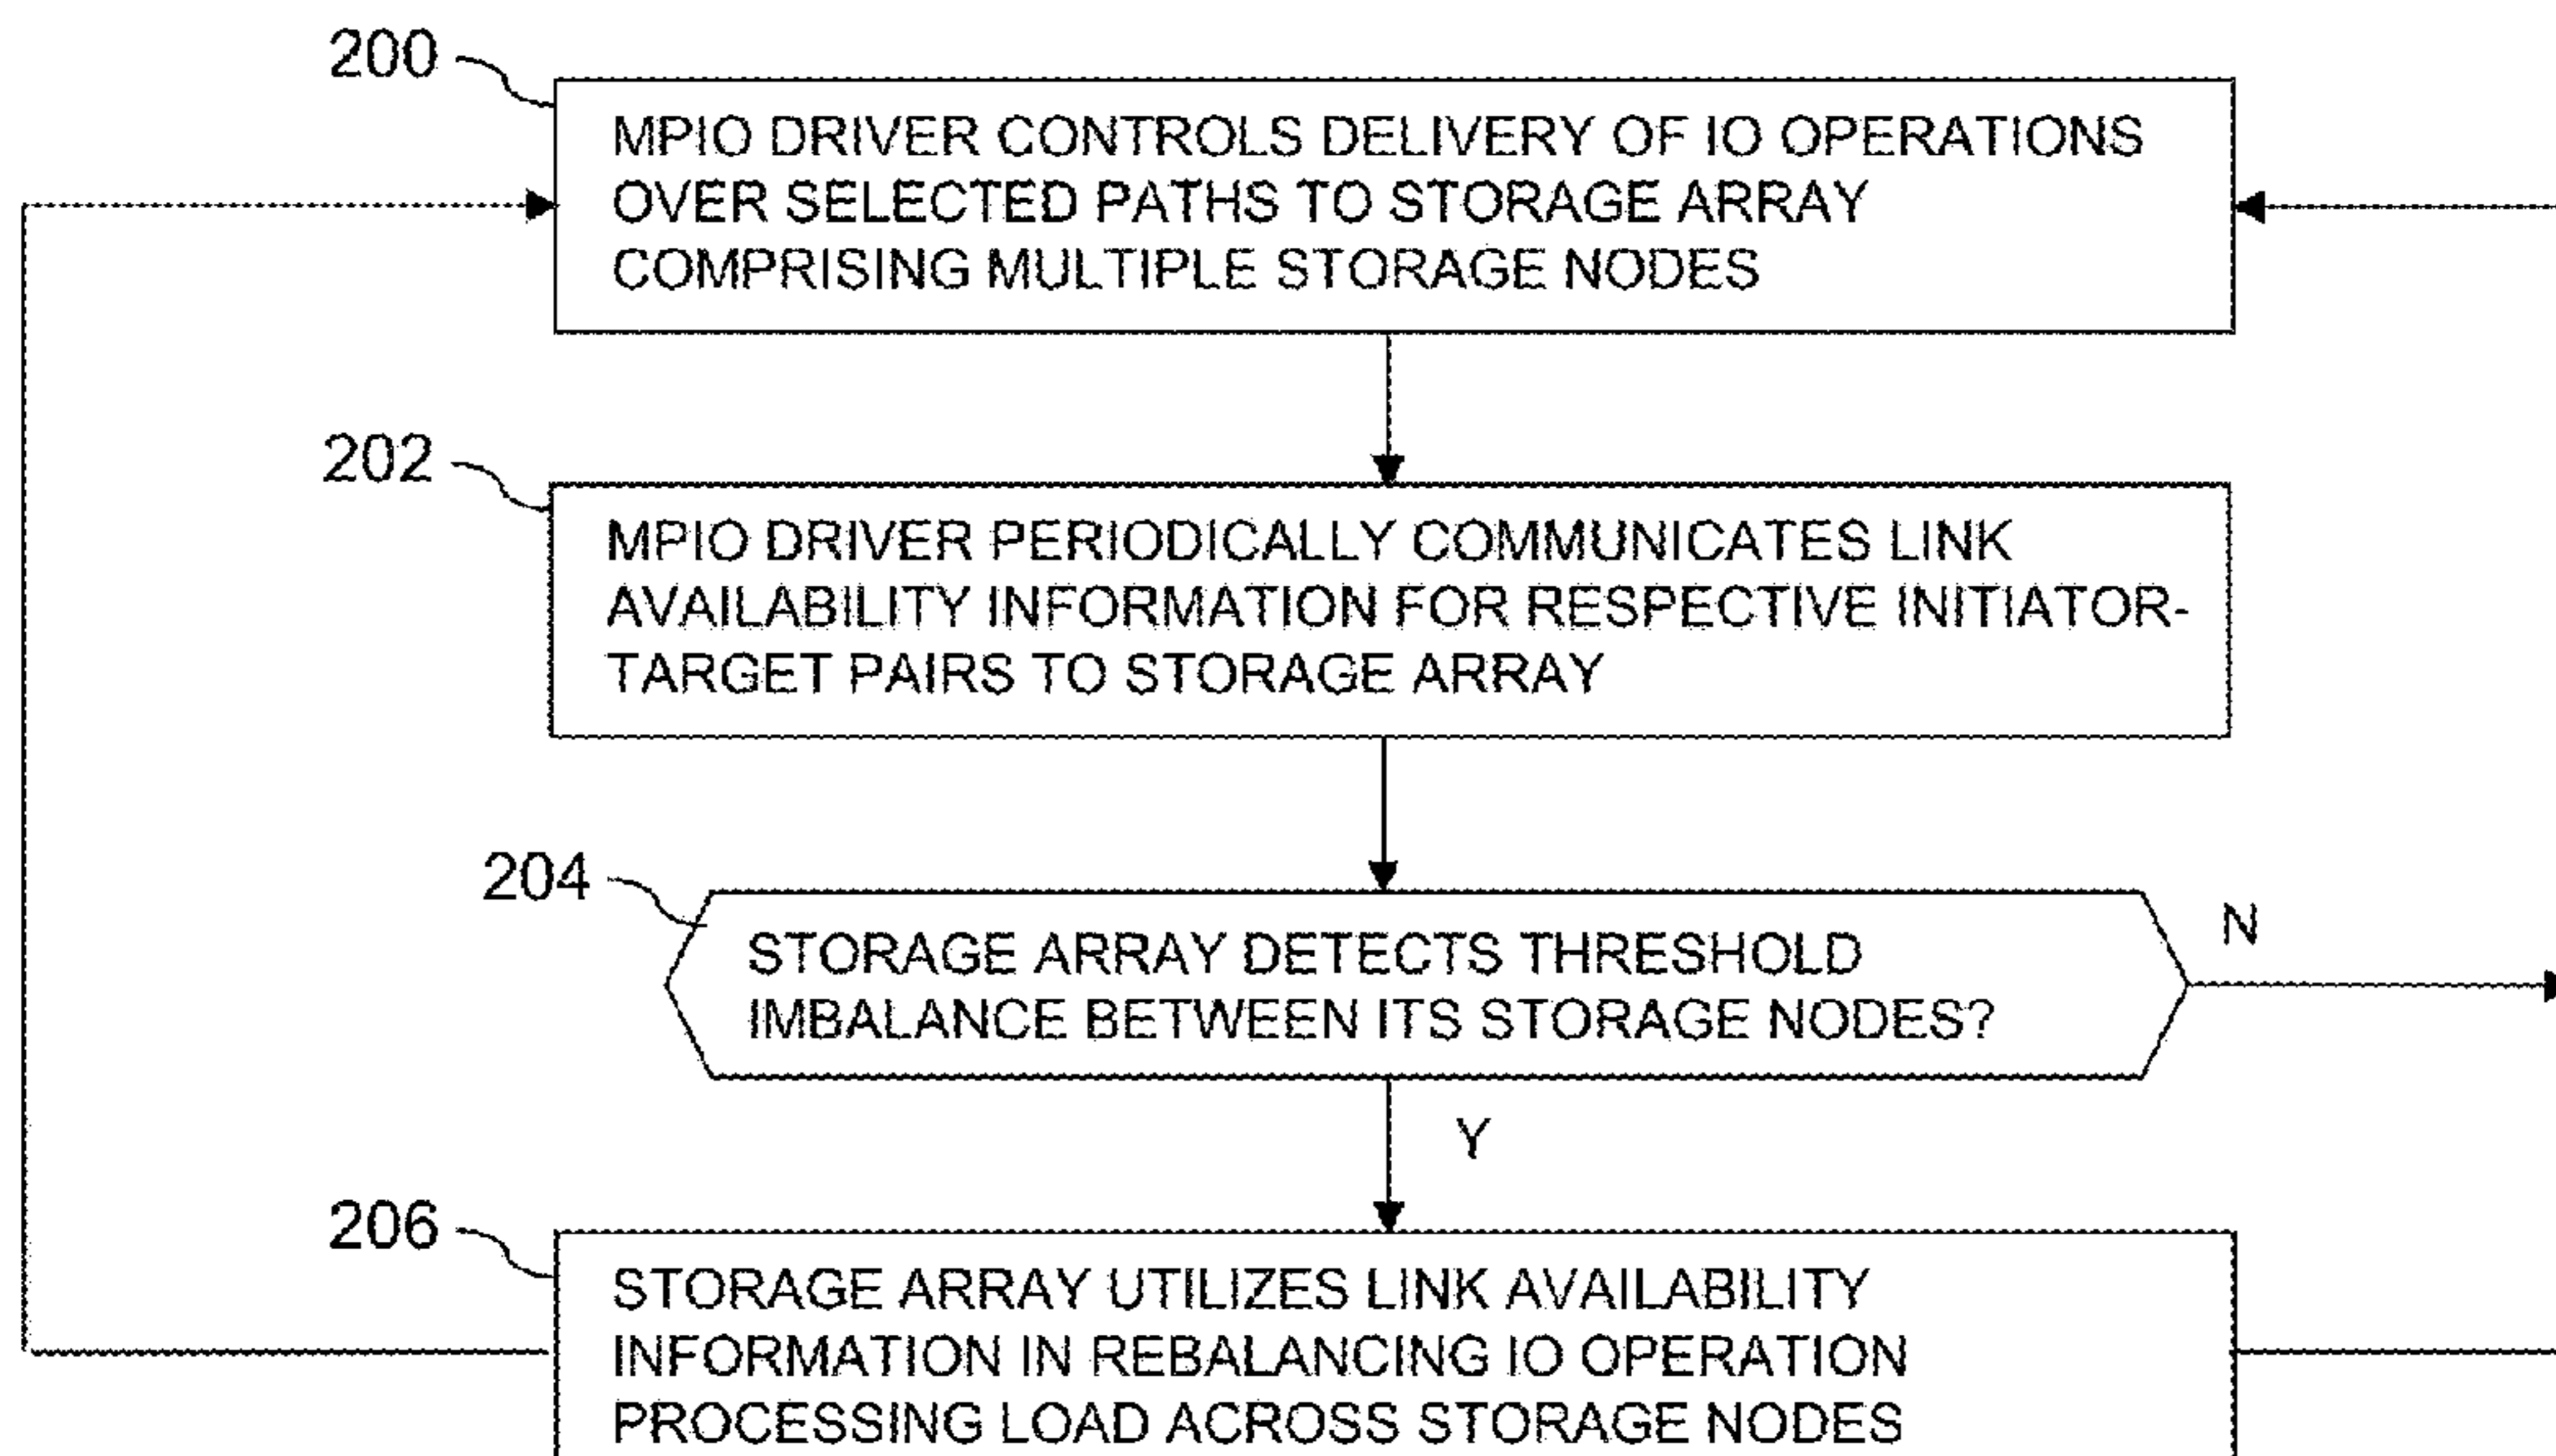 200
MPIO DRIVER CONTROLS DELIVERY OF IO OPERATIONS
OVER SELECTED PATHS TO STORAGE ARRAY
COMPRISING MULTIPLE STORAGE NODES
202
MPIO DRIVER PERIODICALLY COMMUNICATES LINK
AVAILABILITY INFORMATION FOR RESPECTIVE INITIATOR-
TARGET PAIRS TO STORAGE ARRAY
204
STORAGE ARRAY DETECTS THRESHOLD
IMBALANCE BETWEEN ITS STORAGE NODES?
N
Y
206
STORAGE ARRAY UTILIZES LINK AVAILABILITY
INFORMATION IN REBALANCING IO OPERATION
PROCESSING LOAD ACROSS STORAGE NODES